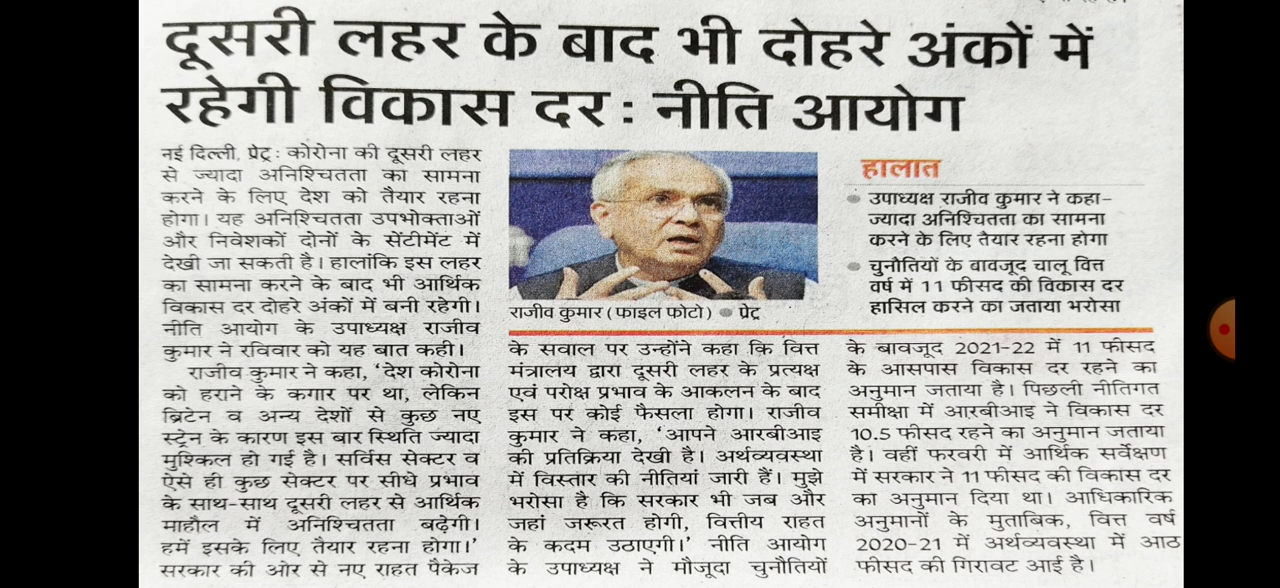 दूसरी लहर के बाद भी दोहरे अंकों में
रहेगी विकास दर : नीति आयोग
नई दिल्ली, प्रेट्र : कोरोना की दूसरी लहर
से ज्यादा अनिश्चितता का सामना
करने के लिए देश को तैयार रहना
होगा। यह अनिश्चितता उपभोक्ताओं
और निवेशकों दोनों के सेंटीमेंट में
देखी जा सकती है। हालांकि इस लहर
का सामना करने के बाद भी आर्थिक
विकास दर दोहरे अंकों में बनी रहेगी।
नीति आयोग के उपाध्यक्ष राजीव
कुमार ने रविवार को यह बात कही।
राजीव कुमार ने कहा, 'देश कोरोना
को हराने के कगार पर था, लेकिन
ब्रिटेन व अन्य देशों से कुछ नए
स्ट्रेन के कारण इस बार स्थिति ज्यादा
मुश्किल हो गई है। सर्विस सेक्टर व
ऐसे ही कुछ सेक्टर पर सीधे प्रभाव
के साथ-साथ दूसरी लहर से आर्थिक
माहौल में अनिश्चितता बढ़ेगी।
हमें इसके लिए तैयार रहना होगा।'
सरकार की ओर से नए राहत पैकेज
राजीव कुमार (फाइल फोटो) ● प्रेट्र
के सवाल पर उन्होंने कहा कि वित्त
मंत्रालय द्वारा दूसरी लहर के प्रत्यक्ष
एवं परोक्ष प्रभाव के आकलन के बाद
इस पर कोई फैसला होगा। राजीव
कुमार ने कहा, 'आपने आरबीआइ
की प्रतिक्रिया देखी है। अर्थव्यवस्था
में विस्तार की नीतियां जारी हैं। मुझे
भरोसा है कि सरकार भी जब और
जहां जरूरत होगी, वित्तीय राहत
के कदम उठाएगी।' नीति आयोग
के उपाध्यक्ष ने मौजूदा चुनौतियों
हालात
● उपाध्यक्ष राजीव कुमार ने कहा-
ज्यादा अनिश्चितता का सामना
करने के लिए तैयार रहना होगा
● चुनौतियों के बावजूद चालू वित्त
वर्ष में 11 फीसद की विकास दर
हासिल करने का जताया भरोसा
के बावजूद 2021-22 में 11 फीसद
के आसपास विकास दर रहने का
अनुमान जताया है। पिछली नीतिगत
समीक्षा में आरबीआइ ने विकास दर
10.5 फीसद रहने का अनुमान जताया
है। वहीं फरवरी में आर्थिक सर्वेक्षण
में सरकार ने 11 फीसद की विकास दर
का अनुमान दिया था। आधिकारिक
अनुमानों के मुताबिक, वित्त वर्ष
2020-21 में अर्थव्यवस्था में आठ
फीसद की गिरावट आई है।